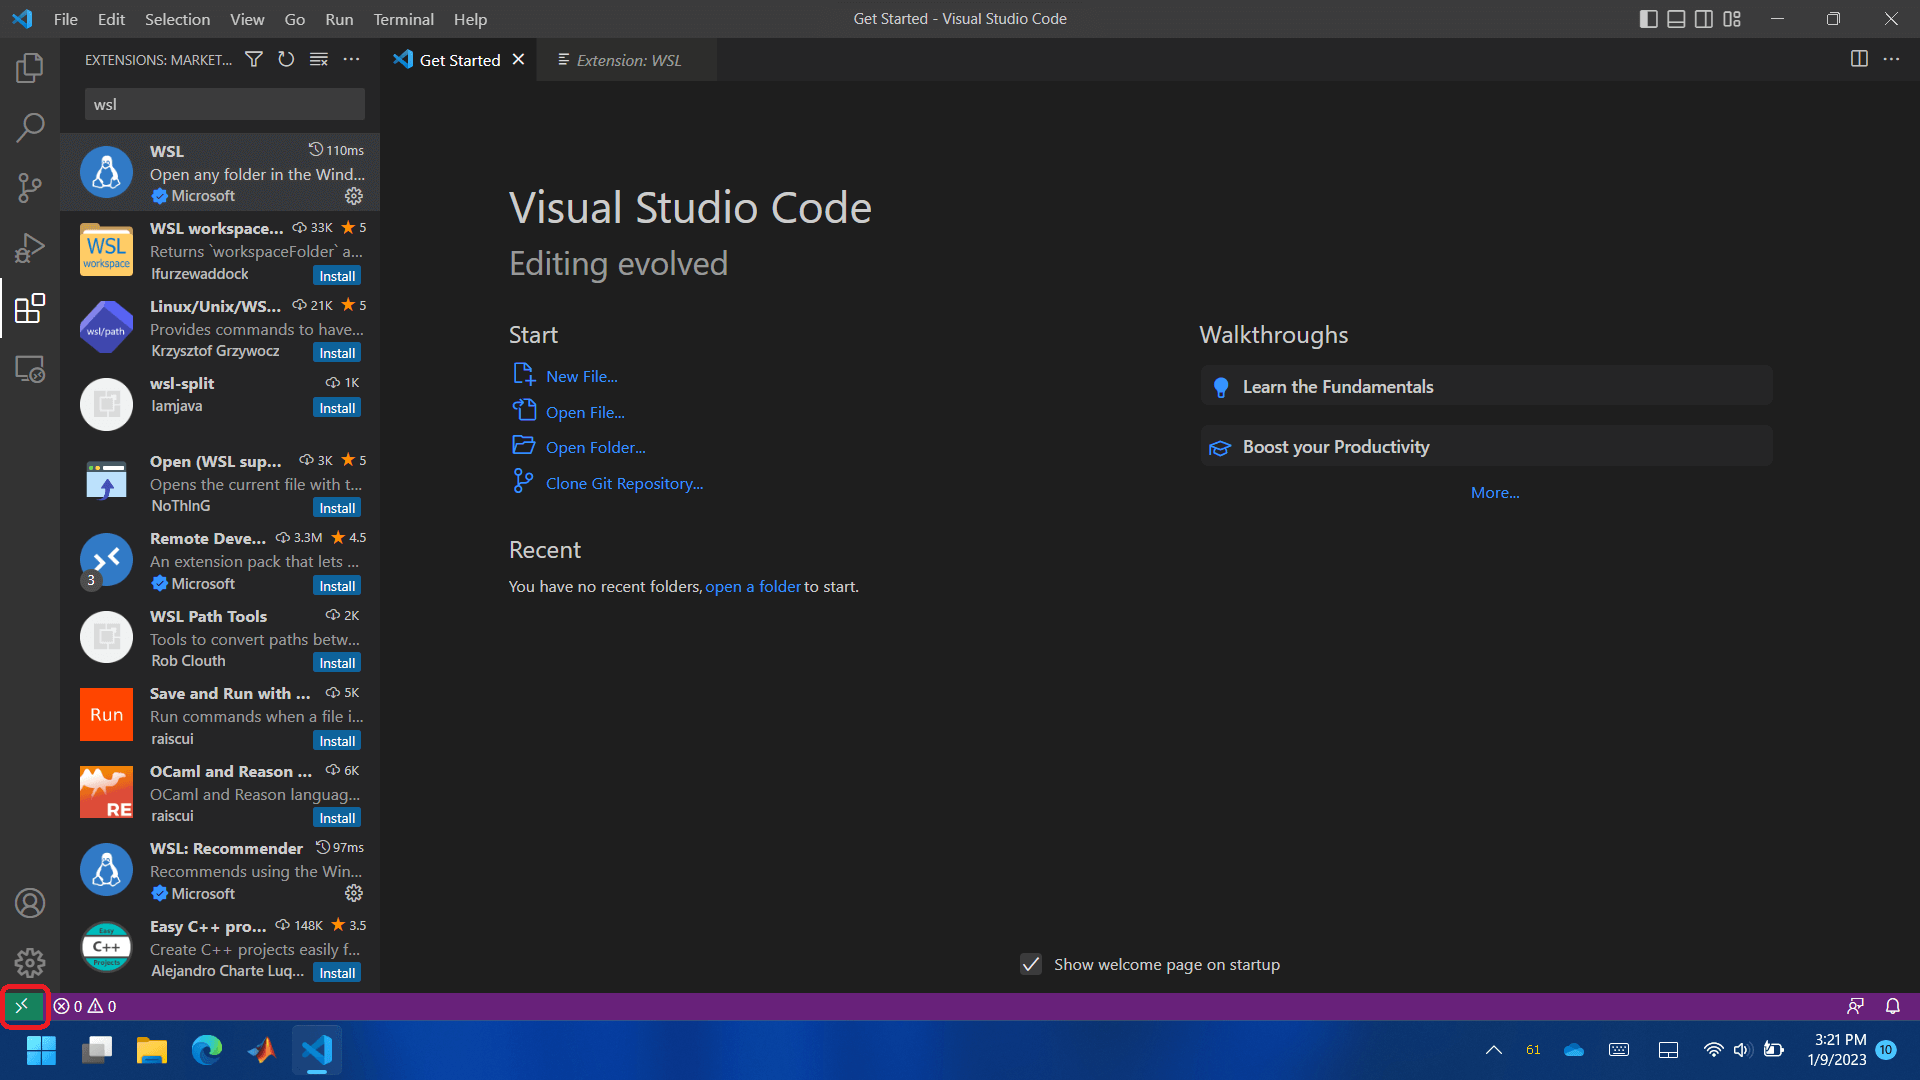 File Edit Selection View Go Run Terminal Help
Get Started - Visual Studio Code
EXTENSIONS: MARKET...
Get Started
Extension: WSL
wsl
WSL 110ms
Open any folder in the Wind...
Microsoft
WSL workspace
WSL workspace... 33K 5
Returns `workspaceFolder` a...
lfurzewaddock Install
wsl/path
Linux/Unix/WS... 21K 5
Provides commands to have...
Krzysztof Grzywocz Install
wsl-split 1K
Iamjava Install
Open (WSL sup... 3K 5
Opens the current file with t...
NoThInG Install
3
Remote Deve... 3.3M 4.5
An extension pack that lets ...
Microsoft Install
WSL Path Tools 2K
Tools to convert paths betw...
Rob Clouth Install
Run
Save and Run with ... 5K
Run commands when a file i...
raiscui Install
RE
OCaml and Reason ... 6K
OCaml and Reason languag...
raiscui Install
WSL: Recommender 97ms
Recommends using the Win...
Microsoft
Easy C++ Projects
Easy C++ pro... 148K 3.5
Create C++ projects easily f...
Alejandro Charte Luq... Install
Visual Studio Code
Editing evolved
Start
New File...
Open File...
Open Folder...
Clone Git Repository...
Recent
You have no recent folders, open a folder to start.
Walkthroughs
Learn the Fundamentals
Boost your Productivity
More...
Show welcome page on startup
0 0
61
3:21 PM
1/9/2023
10